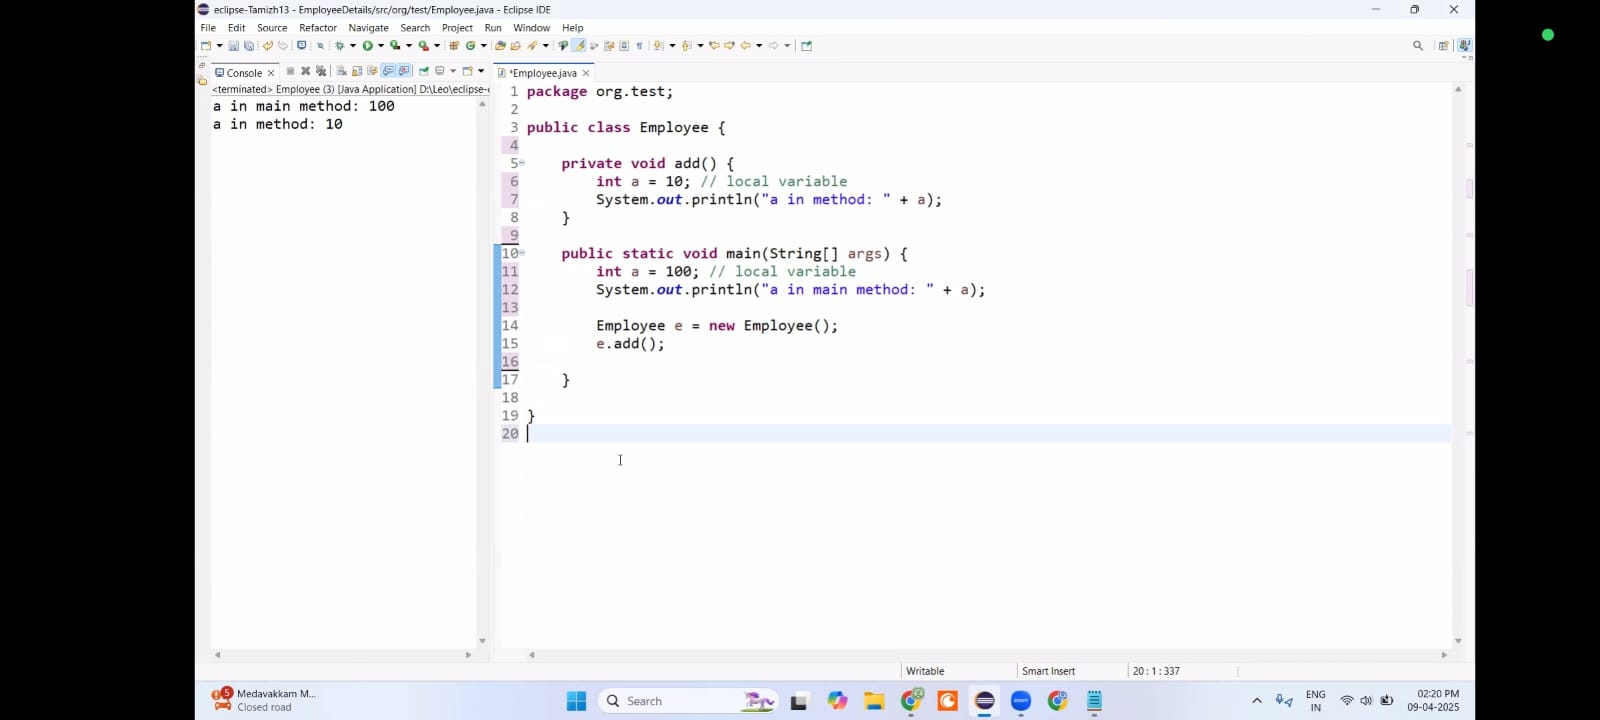 eclipse-Tamizh13 - EmployeeDetails/src/org/test/Employee.java - Eclipse IDE
File Edit Source Refactor Navigate Search Project Run Window Help
Console
*Employee.java
<terminated> Employee (3) [Java Application] D:\Leo\eclipse-e
a in main method: 100
a in method: 10
1 package org.test;
2
3 public class Employee {
4
5     private void add() {
6         int a = 10; // local variable
7         System.out.println("a in method: " + a);
8     }
9
10     public static void main(String[] args) {
11         int a = 100; // local variable
12         System.out.println("a in main method: " + a);
13
14         Employee e = new Employee();
15         e.add();
16
17     }
18
19 }
20
Writable Smart Insert 20 : 1 : 337
5 Medavakkam M...
Closed road
Search
ENG
IN
02:20 PM
09-04-2025